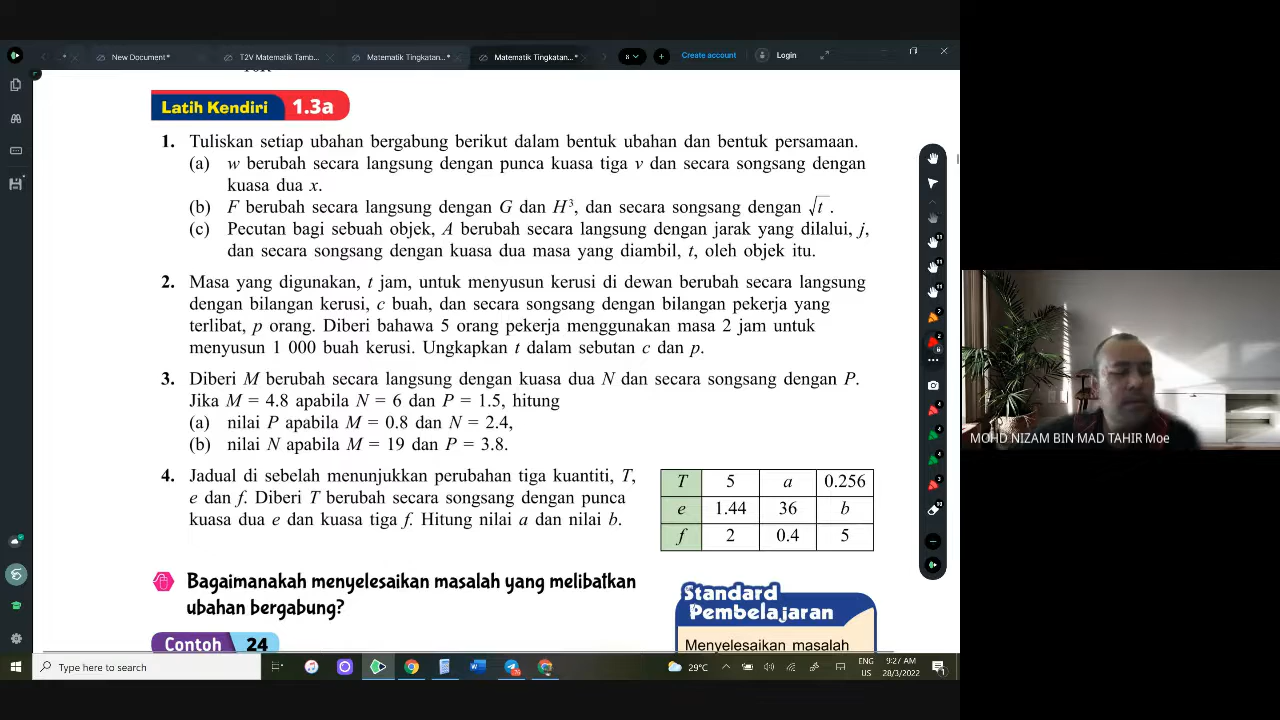 New Document*
T2V Matematik Tamb...
Matematik Tingkatan...*
Matematik Tingkatan...*
8
Create account
Login
Latih Kendiri 1.3a
1. Tuliskan setiap ubahan bergabung berikut dalam bentuk ubahan dan bentuk persamaan.
(a) w berubah secara langsung dengan punca kuasa tiga v dan secara songsang dengan
kuasa dua x.
(b) F berubah secara langsung dengan G dan H³, dan secara songsang dengan √t.
(c) Pecutan bagi sebuah objek, A berubah secara langsung dengan jarak yang dilalui, j,
dan secara songsang dengan kuasa dua masa yang diambil, t, oleh objek itu.
2. Masa yang digunakan, t jam, untuk menyusun kerusi di dewan berubah secara langsung
dengan bilangan kerusi, c buah, dan secara songsang dengan bilangan pekerja yang
terlibat, p orang. Diberi bahawa 5 orang pekerja menggunakan masa 2 jam untuk
menyusun 1 000 buah kerusi. Ungkapkan t dalam sebutan c dan p.
3. Diberi M berubah secara langsung dengan kuasa dua N dan secara songsang dengan P.
Jika M = 4.8 apabila N = 6 dan P = 1.5, hitung
(a) nilai P apabila M = 0.8 dan N = 2.4,
(b) nilai N apabila M = 19 dan P = 3.8.
4. Jadual di sebelah menunjukkan perubahan tiga kuantiti, T,
e dan f. Diberi T berubah secara songsang dengan punca
kuasa dua e dan kuasa tiga f. Hitung nilai a dan nilai b.
T 5 a 0.256
e 1.44 36 b
f 2 0.4 5
Bagaimanakah menyelesaikan masalah yang melibatkan
ubahan bergabung?
Standard
Pembelajaran
Menyelesaikan masalah
Contoh 24
MOHD NIZAM BIN MAD TAHIR Moe
Type here to search
29°C
ENG
US
9:27 AM
28/3/2022